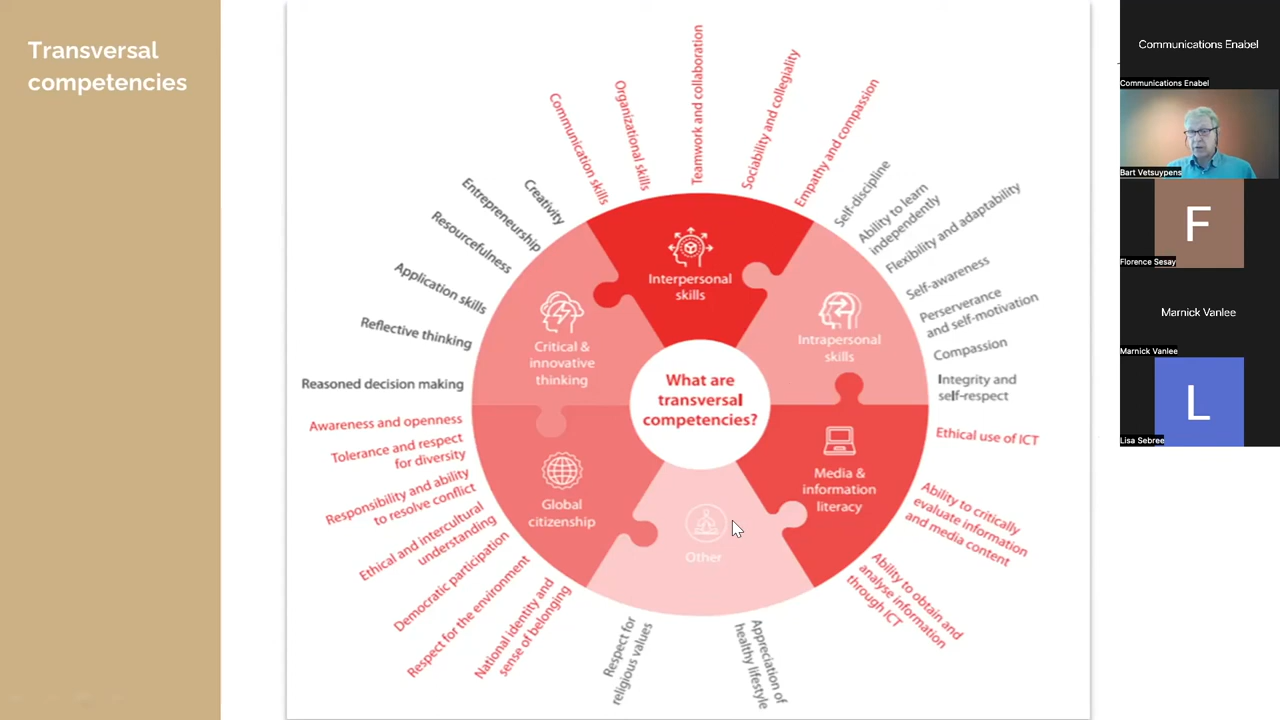 Transversal
competencies
Communication skills
Organizational skills
Teamwork and collaboration
Sociability and collegiality
Empathy and compassion
Self-discipline
Ability to learn
independently
Flexibility and adaptability
Self-awareness
Perserverance
and self-motivation
Compassion
Integrity and
self-respect
Ethical use of ICT
Ability to critically
evaluate information
and media content
Ability to obtain and
analyse information
through ICT
Appreciation of
healthy lifestyle
Respect for
religious values
National identity and
sense of belonging
Respect for the environment
Democratic participation
Ethical and intercultural
understanding
Responsibility and ability
to resolve conflict
Tolerance and respect
for diversity
Awareness and openness
Reasoned decision making
Reflective thinking
Application skills
Resourcefulness
Entrepreneurship
Creativity
Interpersonal
skills
Intrapersonal
skills
Media &
information
literacy
Other
Global
citizenship
Critical &
innovative
thinking
What are
transversal
competencies?
Communications Enabel
Communications Enabel
Bart Vetsuypens
F
Florence Sesay
Marnick Vanlee
Marnick Vanlee
L
Lisa Sebree